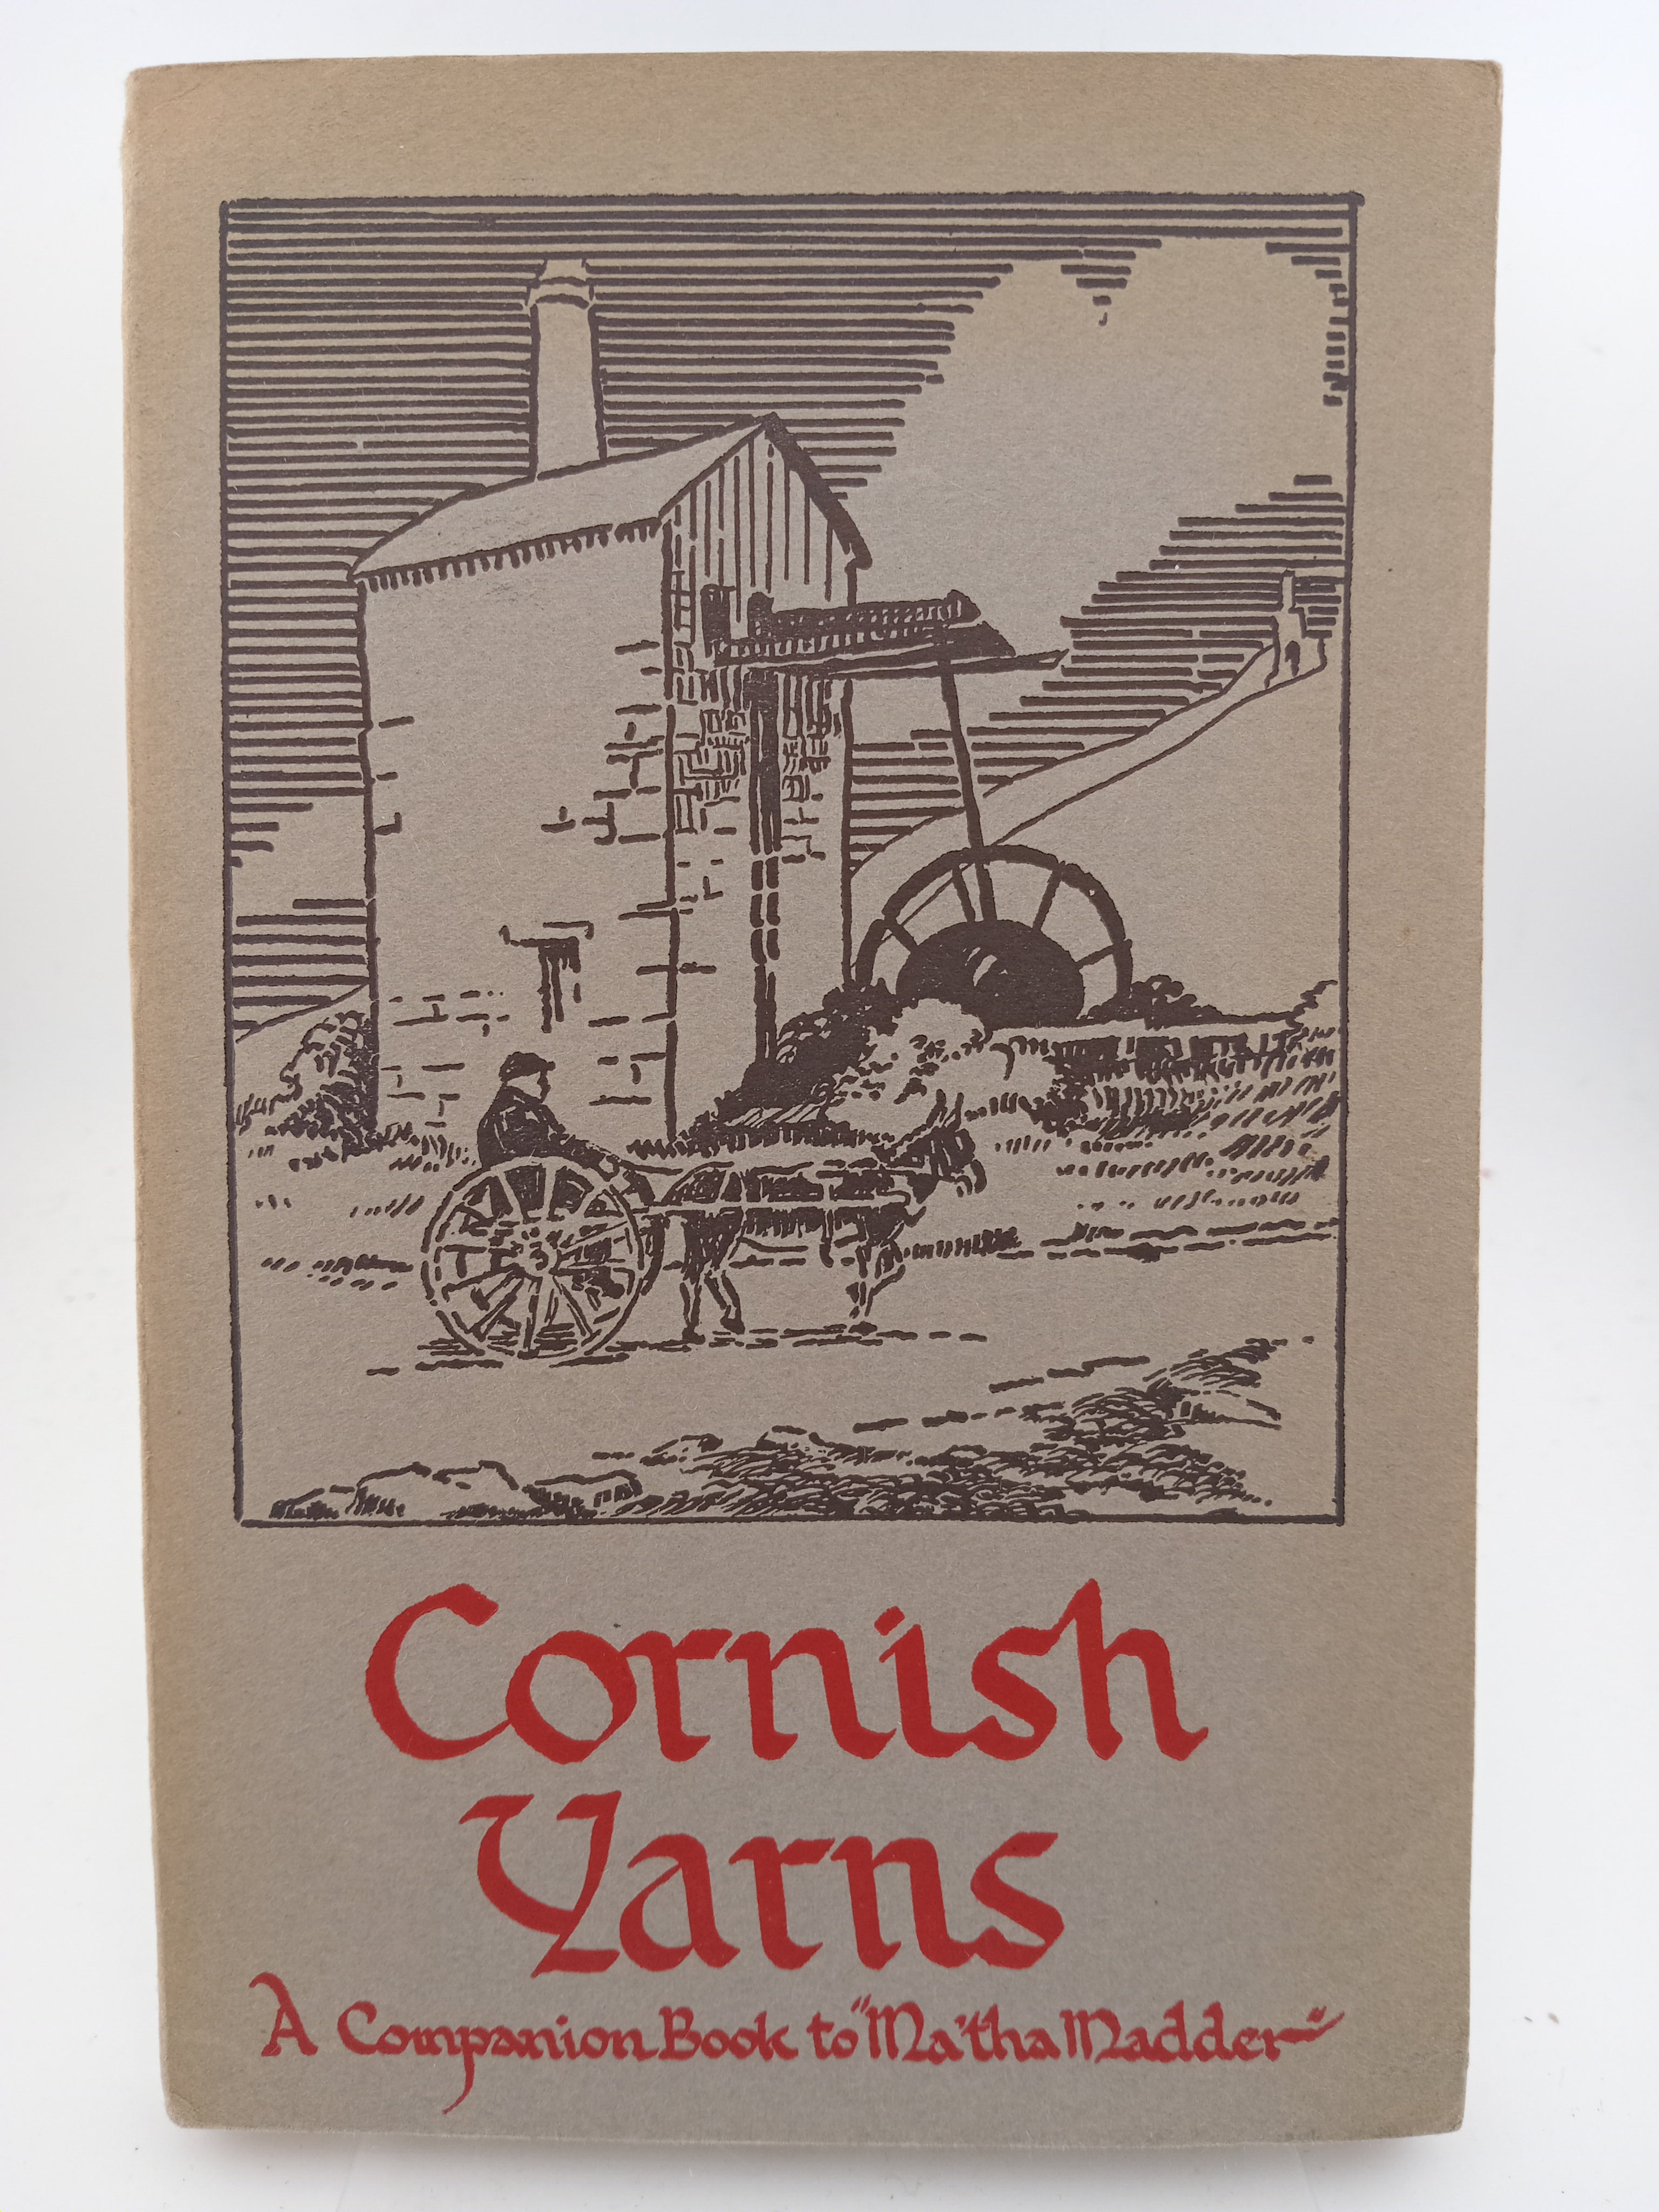 Cornish
Yarns
A Companion Book to "Ma'tha Madder"